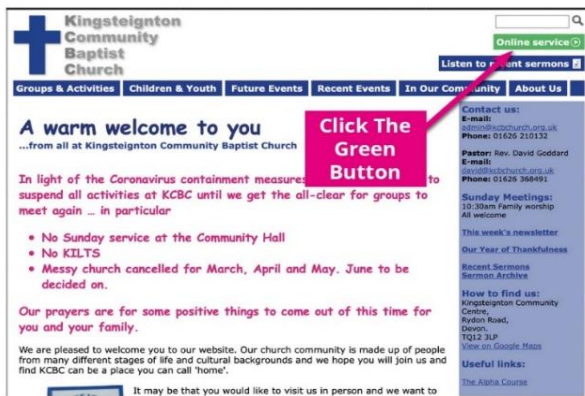 Kingsteignton
Community
Baptist
Church
Online service
Listen to recent sermons
Groups & Activities Children & Youth Future Events Recent Events In Our Community About Us
A warm welcome to you
...from all at Kingsteignton Community Baptist Church
Click The
Green
Button
In light of the Coronavirus containment measures to
suspend all activities at KCBC until we get the all-clear for groups to
meet again ... in particular
• No Sunday service at the Community Hall
• No KILTS
• Messy church cancelled for March, April and May. June to be
decided on.
Our prayers are for some positive things to come out of this time for
you and your family.
We are pleased to welcome you to our website. Our church community is made up of people
from many different stages of life and cultural backgrounds and we hope you will join us and
find KCBC can be a place you can call 'home'.
It may be that you would like to visit us in person and we want to
Contact us:
E-mail:
admin@kcbchurch.org.uk
Phone: 01626 210132
Pastor: Rev. David Goddard
E-mail:
david@kcbchurch.org.uk
Phone: 01626 368491
Sunday Meetings:
10:30am Family worship
All welcome
This week's newsletter
Our Year of Thankfulness
Recent Sermons
Sermon Archive
How to find us:
Kingsteignton Community
Centre,
Rydon Road,
Devon.
TQ12 3LP
View on Google Maps
Useful links:
The Alpha Course